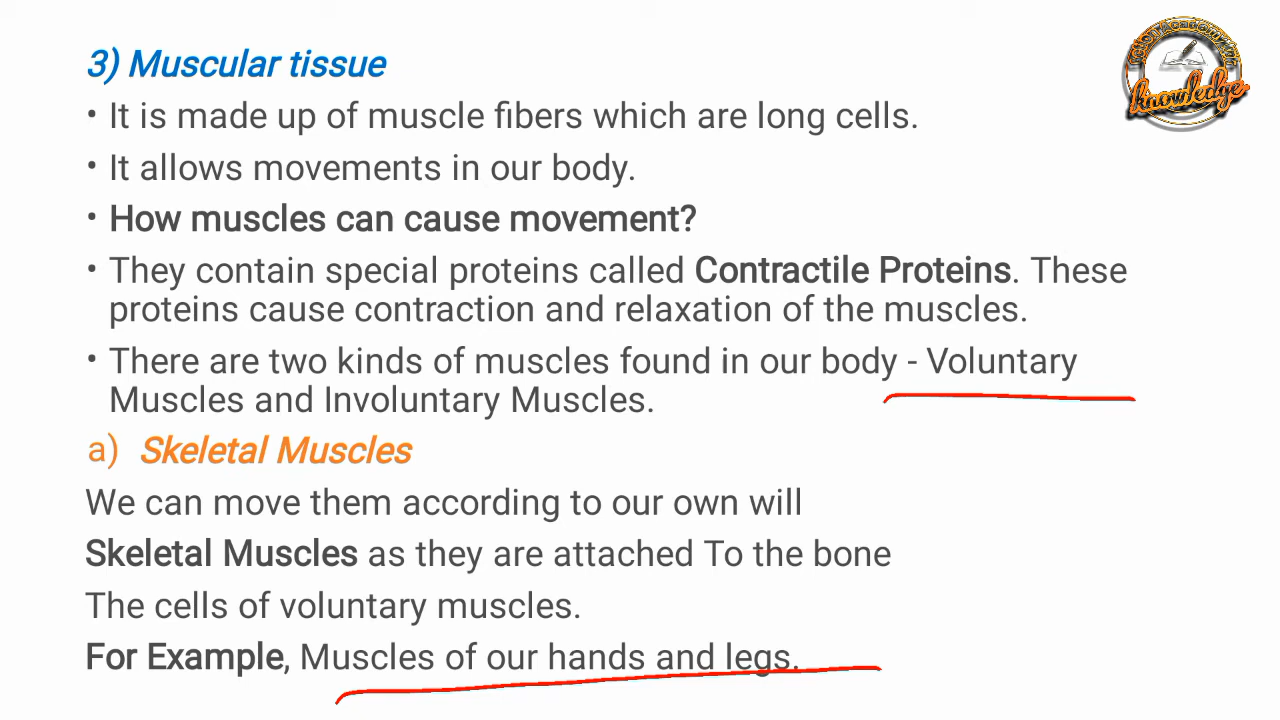 3) Muscular tissue
• It is made up of muscle fibers which are long cells.
• It allows movements in our body.
• How muscles can cause movement?
• They contain special proteins called Contractile Proteins. These
proteins cause contraction and relaxation of the muscles.
• There are two kinds of muscles found in our body - Voluntary
Muscles and Involuntary Muscles.
a) Skeletal Muscles
We can move them according to our own will
Skeletal Muscles as they are attached To the bone
The cells of voluntary muscles.
For Example, Muscles of our hands and legs.
knowledge